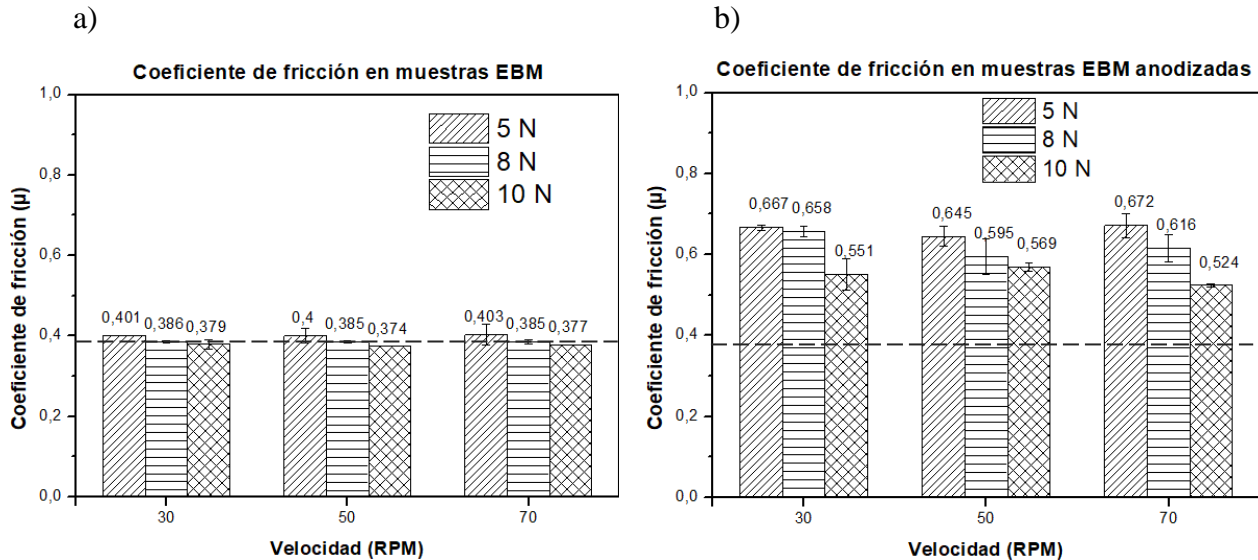 a)
Coeficiente de fricción en muestras EBM
1,0
0,8
0,6
0,4
0,2
0,0
Coeficiente de fricción (µ)
5 N
8 N
10 N
0,401
0,386
0,379
0,4
0,385
0,374
0,403
0,385
0,377
30
50
70
Velocidad (RPM)
b)
Coeficiente de fricción en muestras EBM anodizadas
1,0
0,8
0,6
0,4
0,2
0,0
Coeficiente de fricción (µ)
5 N
8 N
10 N
0,667
0,658
0,551
0,645
0,595
0,569
0,672
0,616
0,524
30
50
70
Velocidad (RPM)